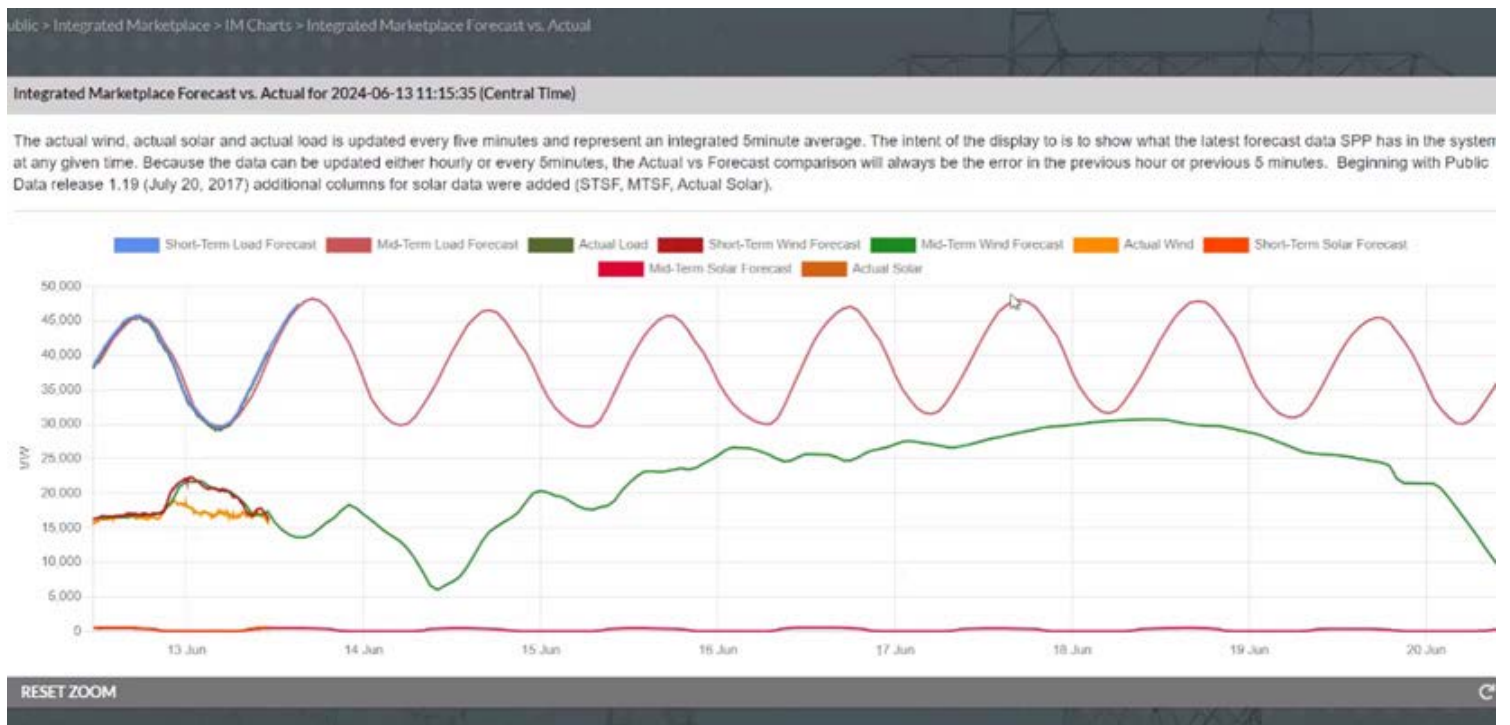 ublic > Integrated Marketplace > IM Charts > Integrated Marketplace Forecast vs. Actual
Integrated Marketplace Forecast vs. Actual for 2024-06-13 11:15:35 (Central Time)
The actual wind, actual solar and actual load is updated every five minutes and represent an integrated 5minute average. The intent of the display to is to show what the latest forecast data SPP has in the system
at any given time. Because the data can be updated either hourly or every 5minutes, the Actual vs Forecast comparison will always be the error in the previous hour or previous 5 minutes. Beginning with Public
Data release 1.19 (July 20, 2017) additional columns for solar data were added (STSF, MTSF, Actual Solar).
Short-Term Load Forecast Mid-Term Load Forecast Actual Load Short-Term Wind Forecast Mid-Term Wind Forecast Actual Wind Short-Term Solar Forecast
Mid-Term Solar Forecast Actual Solar
50,000
45,000
40,000
35,000
30,000
25,000
20,000
15,000
10,000
5,000
0
MW
13 Jun 14 Jun 15 Jun 16 Jun 17 Jun 18 Jun 19 Jun 20 Jun
RESET ZOOM